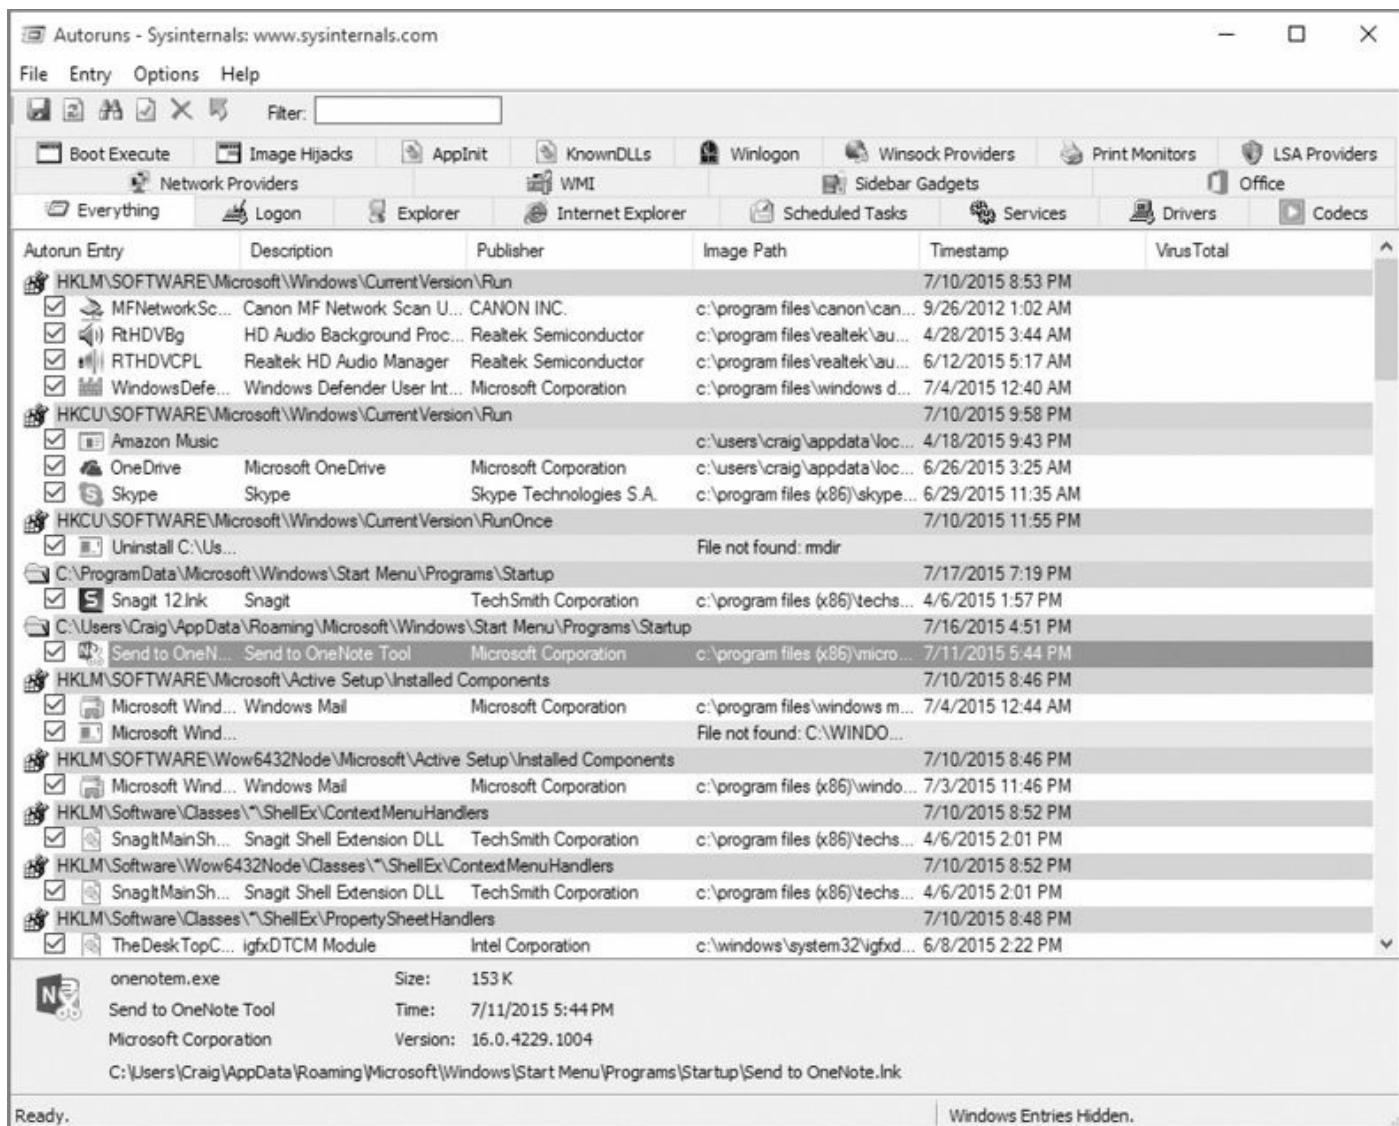 Autoruns - Sysinternals: www.sysinternals.com
File Entry Options Help
Filter:
Boot Execute Image Hijacks AppInit KnownDLLs Winlogon Winsock Providers Print Monitors LSA Providers
Network Providers WMI Sidebar Gadgets Office
Everything Logon Explorer Internet Explorer Scheduled Tasks Services Drivers Codecs
Autorun Entry Description Publisher Image Path Timestamp VirusTotal
HKLM\SOFTWARE\Microsoft\Windows\CurrentVersion\Run 7/10/2015 8:53 PM
MFNetworkSc... Canon MF Network Scan U... CANON INC. c:\program files\canon\can... 9/26/2012 1:02 AM
RtHDVBg HD Audio Background Proc... Realtek Semiconductor c:\program files\realtek\au... 4/28/2015 3:44 AM
RTHDVCPL Realtek HD Audio Manager Realtek Semiconductor c:\program files\realtek\au... 6/12/2015 5:17 AM
WindowsDefe... Windows Defender User Int... Microsoft Corporation c:\program files\windows d... 7/4/2015 12:40 AM
HKCU\SOFTWARE\Microsoft\Windows\CurrentVersion\Run 7/10/2015 9:58 PM
Amazon Music c:\users\craig\appdata\loc... 4/18/2015 9:43 PM
OneDrive Microsoft OneDrive Microsoft Corporation c:\users\craig\appdata\loc... 6/26/2015 3:25 AM
Skype Skype Skype Technologies S.A. c:\program files (x86)\skype... 6/29/2015 11:35 AM
HKCU\SOFTWARE\Microsoft\Windows\CurrentVersion\RunOnce 7/10/2015 11:55 PM
Uninstall C:\Us... File not found: rmdir
C:\ProgramData\Microsoft\Windows\Start Menu\Programs\Startup 7/17/2015 7:19 PM
Snagit 12.lnk Snagit TechSmith Corporation c:\program files (x86)\techs... 4/6/2015 1:57 PM
C:\Users\Craig\AppData\Roaming\Microsoft\Windows\Start Menu\Programs\Startup 7/16/2015 4:51 PM
Send to OneN... Send to OneNote Tool Microsoft Corporation c:\program files (x86)\micro... 7/11/2015 5:44 PM
HKLM\SOFTWARE\Microsoft\Active Setup\Installed Components 7/10/2015 8:46 PM
Microsoft Wind... Windows Mail Microsoft Corporation c:\program files\windows m... 7/4/2015 12:44 AM
Microsoft Wind... File not found: C:\WINDO...
HKLM\SOFTWARE\Wow6432Node\Microsoft\Active Setup\Installed Components 7/10/2015 8:46 PM
Microsoft Wind... Windows Mail Microsoft Corporation c:\program files (x86)\windo... 7/3/2015 11:46 PM
HKLM\Software\Classes\*\ShellEx\ContextMenuHandlers 7/10/2015 8:52 PM
SnagItMainSh... Snagit Shell Extension DLL TechSmith Corporation c:\program files (x86)\techs... 4/6/2015 2:01 PM
HKLM\Software\Wow6432Node\Classes\*\ShellEx\ContextMenuHandlers 7/10/2015 8:52 PM
SnagItMainSh... Snagit Shell Extension DLL TechSmith Corporation c:\program files (x86)\techs... 4/6/2015 2:01 PM
HKLM\Software\Classes\*\ShellEx\PropertySheetHandlers 7/10/2015 8:48 PM
TheDeskTopC... igfxDTCM Module Intel Corporation c:\windows\system32\igfxd... 6/8/2015 2:22 PM
onenotem.exe Size: 153 K
Send to OneNote Tool Time: 7/11/2015 5:44 PM
Microsoft Corporation Version: 16.0.4229.1004
C:\Users\Craig\AppData\Roaming\Microsoft\Windows\Start Menu\Programs\Startup\Send to OneNote.lnk
Ready. Windows Entries Hidden.